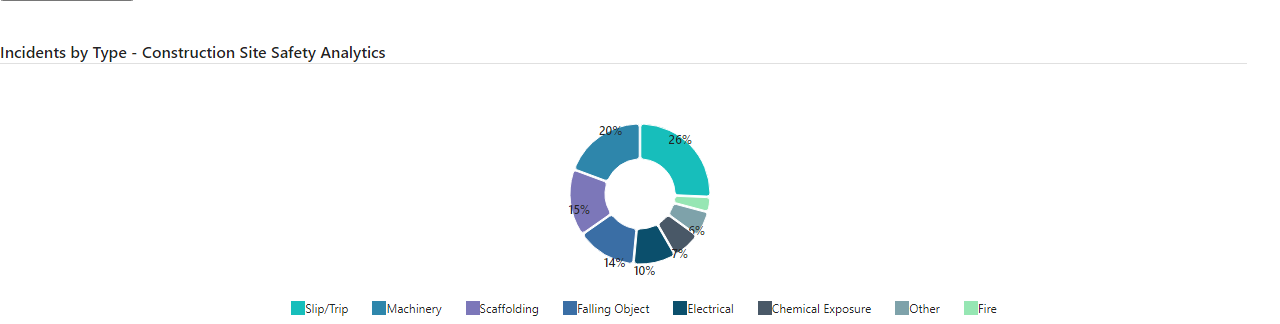 Incidents by Type - Construction Site Safety Analytics
20%
26%
15%
6%
7%
14%
10%
Slip/Trip
Machinery
Scaffolding
Falling Object
Electrical
Chemical Exposure
Other
Fire